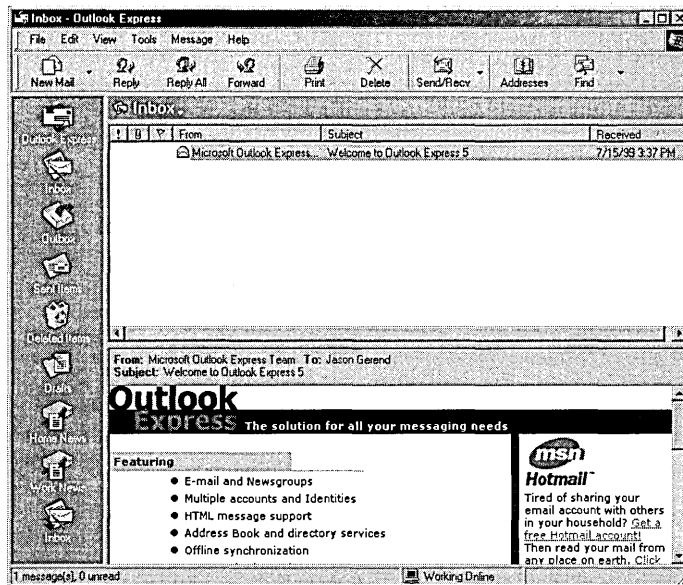 Inbox - Outlook Express
File Edit View Tools Message Help
New Mail Reply Reply All Forward Print Delete Send/Recv Addresses Find
Outlook Express
Inbox
Outbox
Sent Items
Deleted Items
Drafts
Home News
Work News
Inbox
Inbox
! From Subject Received
Microsoft Outlook Express... Welcome to Outlook Express 5 7/15/99 3:37 PM
From: Microsoft Outlook Express Team To: Jason Gerend
Subject: Welcome to Outlook Express 5
Outlook
Express The solution for all your messaging needs
Featuring
● E-mail and Newsgroups
● Multiple accounts and Identities
● HTML message support
● Address Book and directory services
● Offline synchronization
msn
Hotmail™
Tired of sharing your
email account with others
in your household? Get a
free Hotmail account!
Then read your mail from
any place on earth. Click
1 message(s), 0 unread Working Online